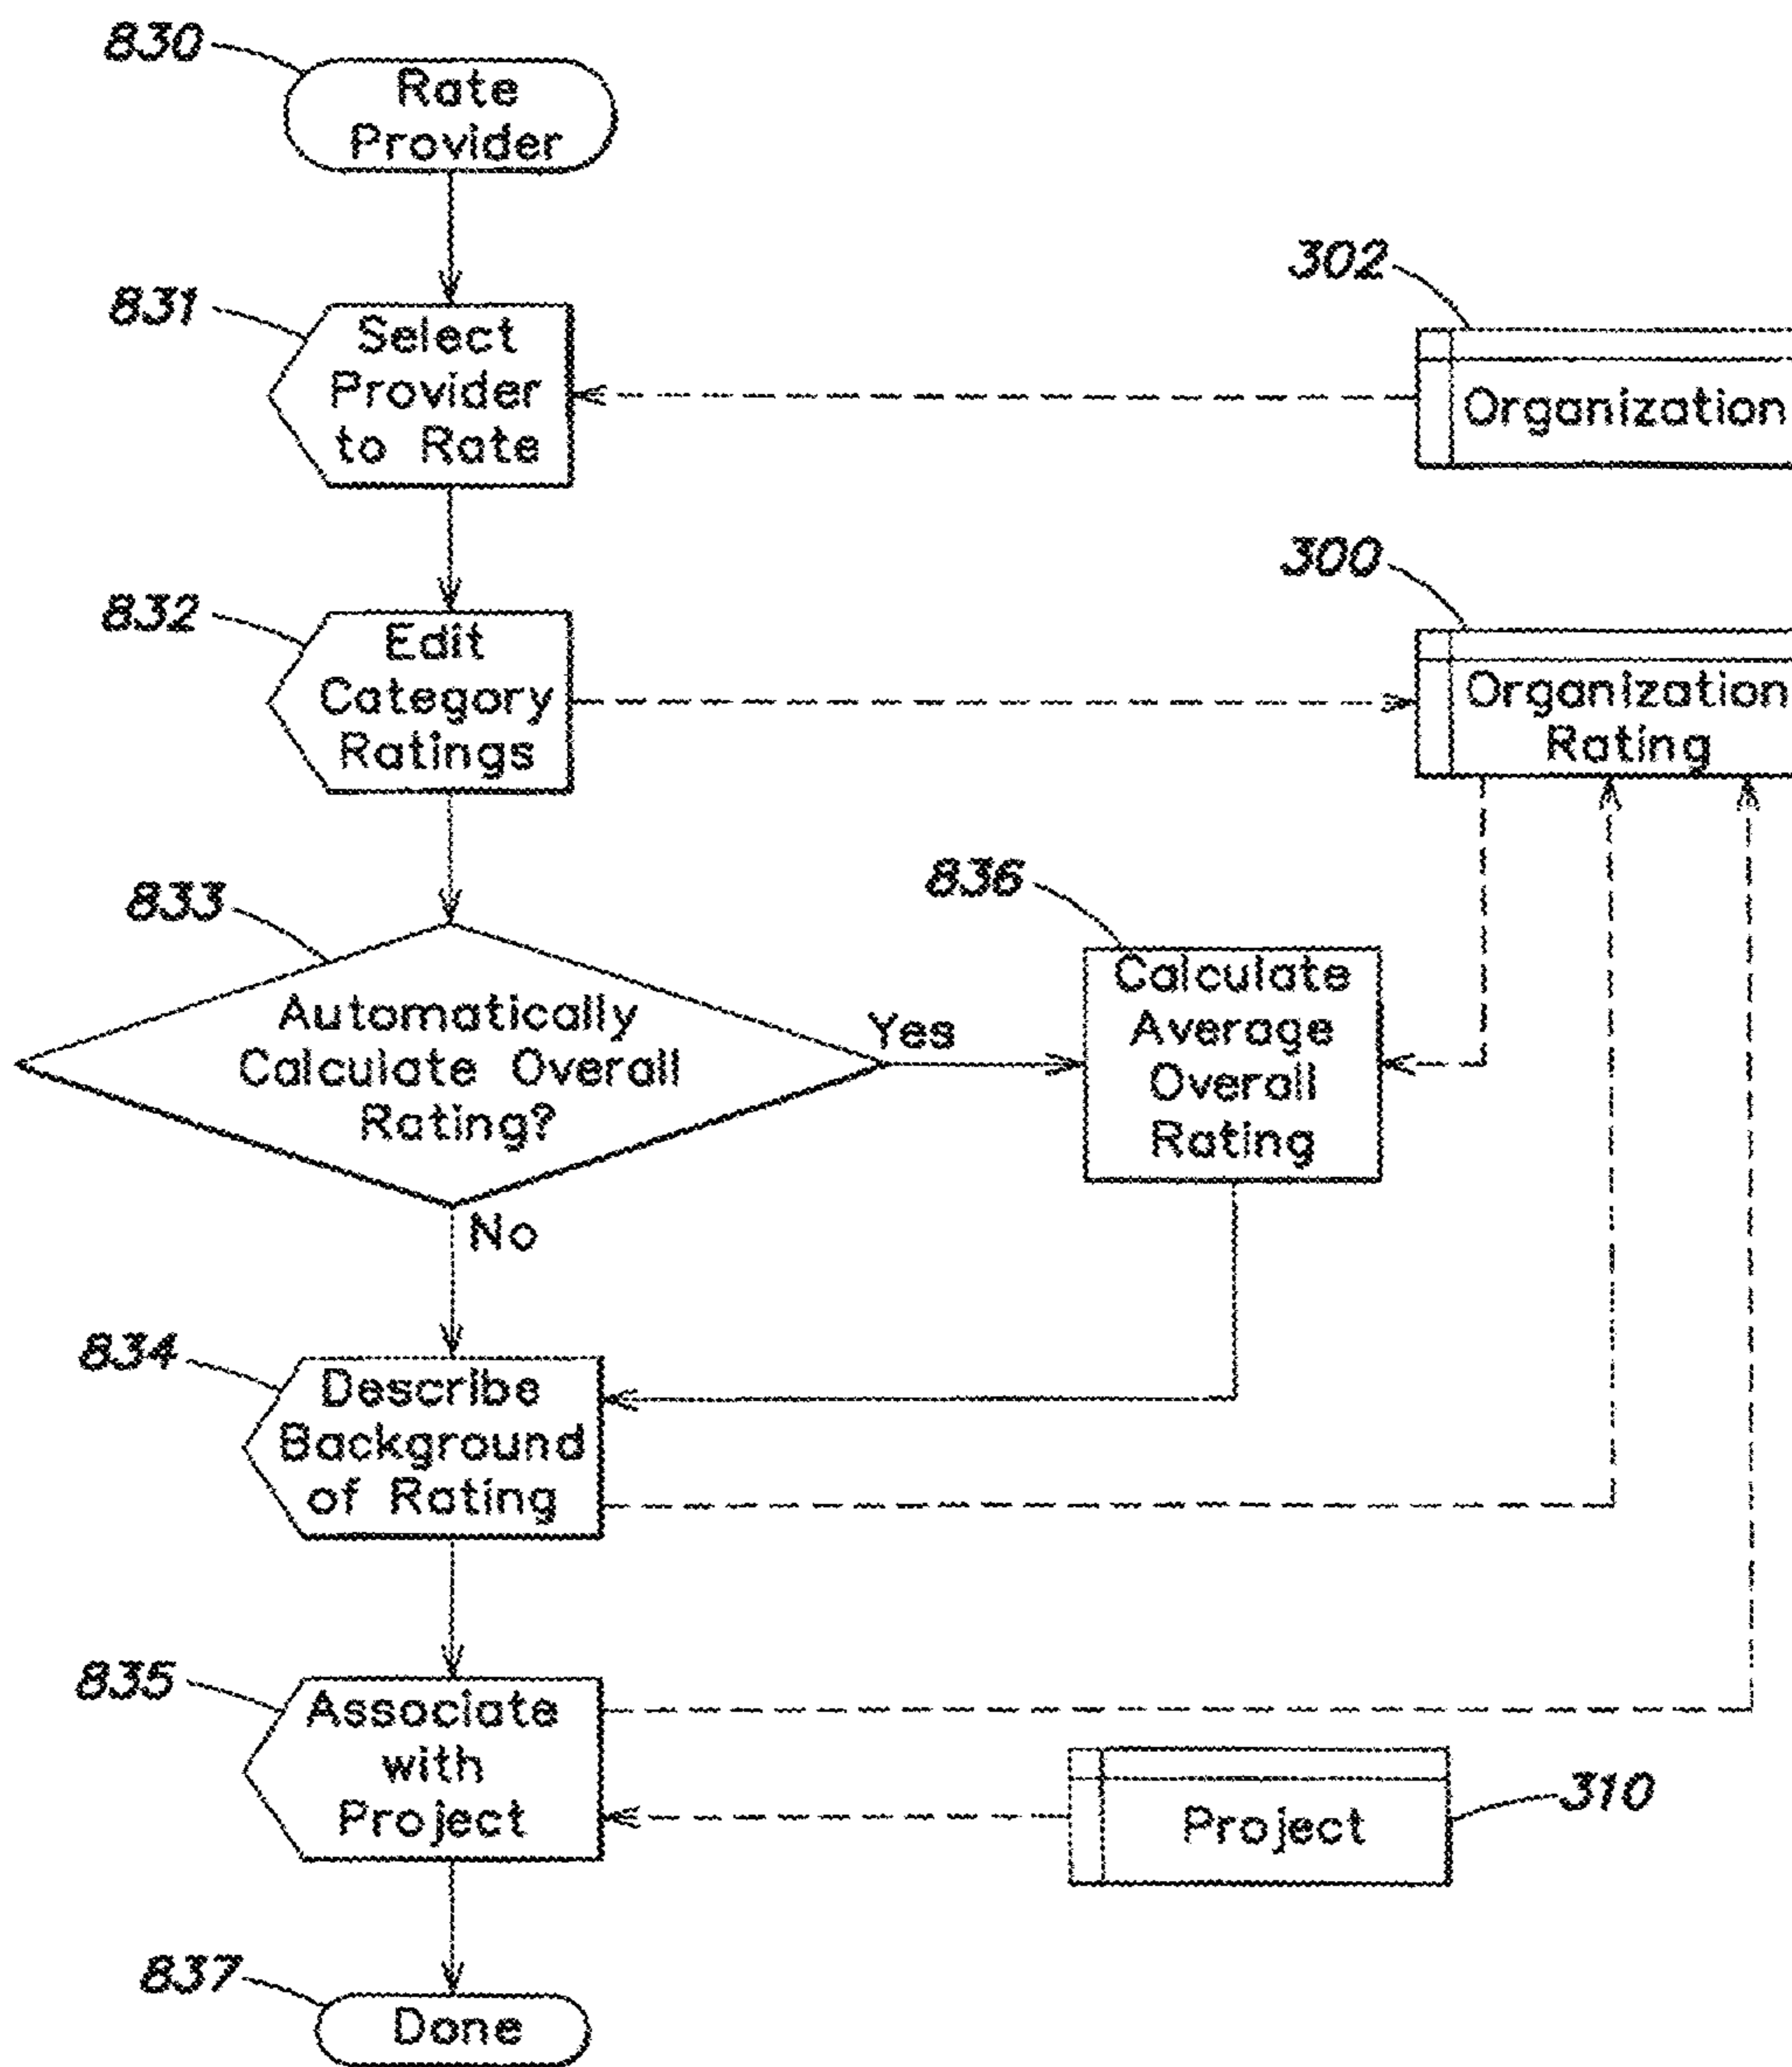 830
Rate
Provider
831
Select
Provider
to Rate
302
Organization
832
Edit
Category
Ratings
300
Organization
Rating
833
Automatically
Calculate Overall
Rating?
Yes
No
836
Calculate
Average
Overall
Rating
834
Describe
Background
of Rating
835
Associate
with
Project
Project
310
837
Done